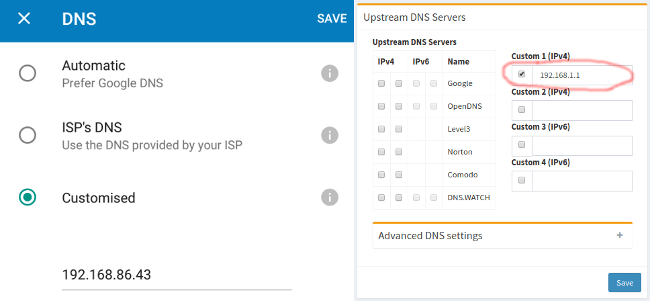 DNS
SAVE
Automatic
Prefer Google DNS
ISP's DNS
Use the DNS provided by your ISP
Customised
192.168.86.43
Upstream DNS Servers
Upstream DNS Servers
IPv4 IPv6 Name
Google
OpenDNS
Level3
Norton
Comodo
DNS.WATCH
Custom 1 (IPv4)
192.168.1.1
Custom 2 (IPv4)
Custom 3 (IPv6)
Custom 4 (IPv6)
Advanced DNS settings
Save